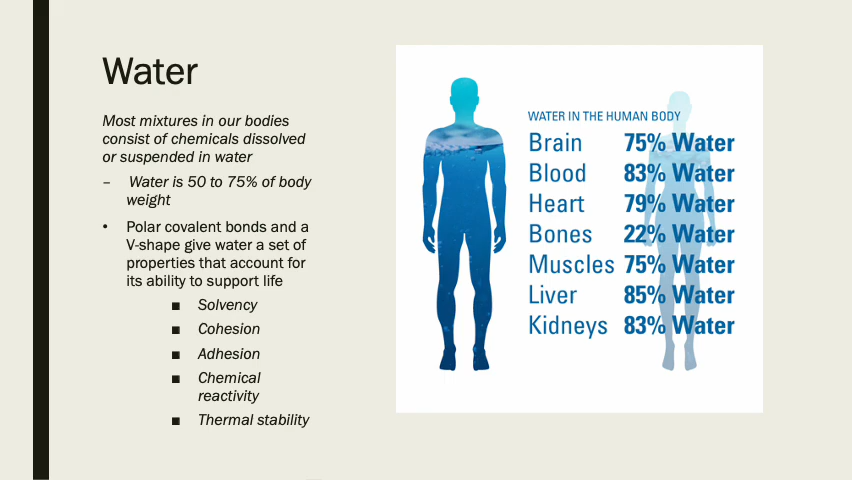 Water
Most mixtures in our bodies
consist of chemicals dissolved
or suspended in water
– Water is 50 to 75% of body
weight
• Polar covalent bonds and a
V-shape give water a set of
properties that account for
its ability to support life
■ Solvency
■ Cohesion
■ Adhesion
■ Chemical
reactivity
■ Thermal stability
WATER IN THE HUMAN BODY
Brain 75% Water
Blood 83% Water
Heart 79% Water
Bones 22% Water
Muscles 75% Water
Liver 85% Water
Kidneys 83% Water